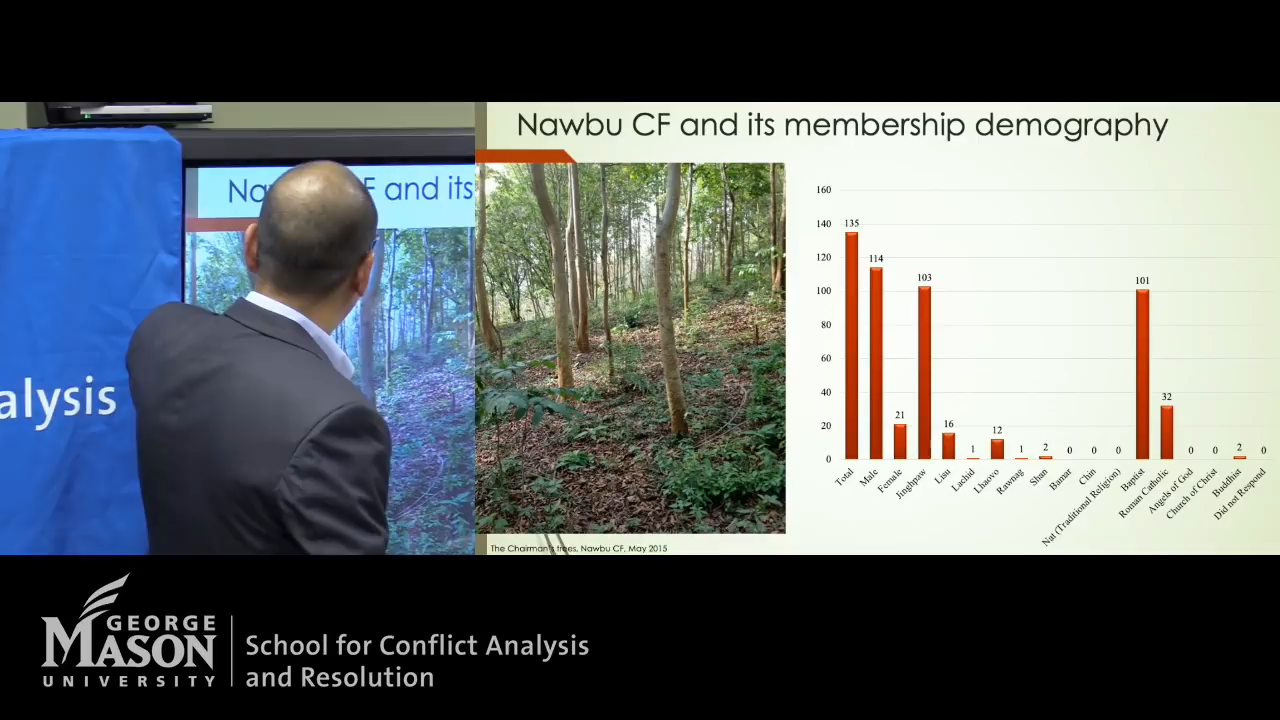 Nawbu CF and its membership demography
Na
F and its
alysis
160
140
120
100
80
60
40
20
0
135
114
21
103
16
1
12
1
2
0
0
0
101
32
0
0
2
0
Total
Male
Female
Jinghpaw
Lisu
Lachid
Lhaovo
Rawnag
Shan
Bamar
Chin
Nat (Traditional Religion)
Baptist
Roman Catholic
Angels of God
Church of Christ
Buddhist
Did not Respond
The Chairman's trees, Nawbu CF, May 2015
GEORGE
MASON
UNIVERSITY
School for Conflict Analysis
and Resolution